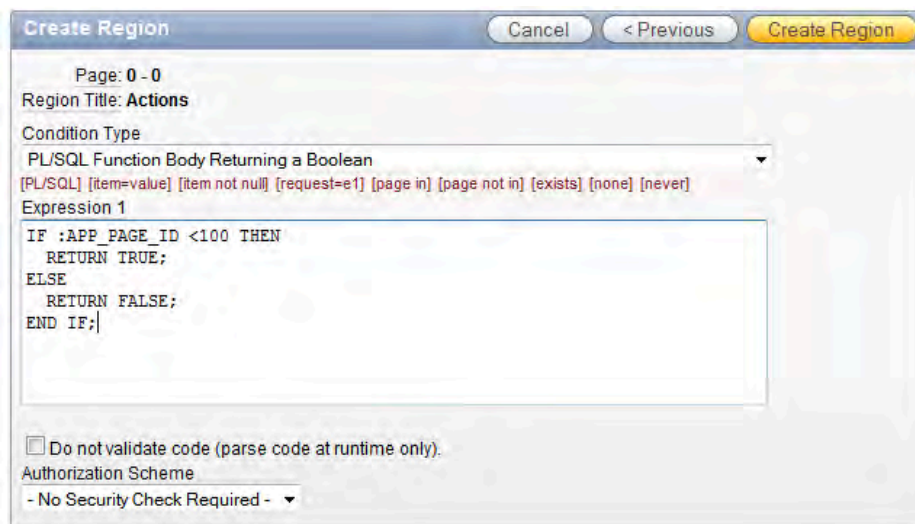 Create Region
Cancel
< Previous
Create Region
Page: 0 - 0
Region Title: Actions
Condition Type
PL/SQL Function Body Returning a Boolean
[PL/SQL] [item=value] [item not null] [request=e1] [page in] [page not in] [exists] [none] [never]
Expression 1
IF :APP_PAGE_ID <100 THEN
  RETURN TRUE;
ELSE
  RETURN FALSE;
END IF;
Do not validate code (parse code at runtime only).
Authorization Scheme
- No Security Check Required -